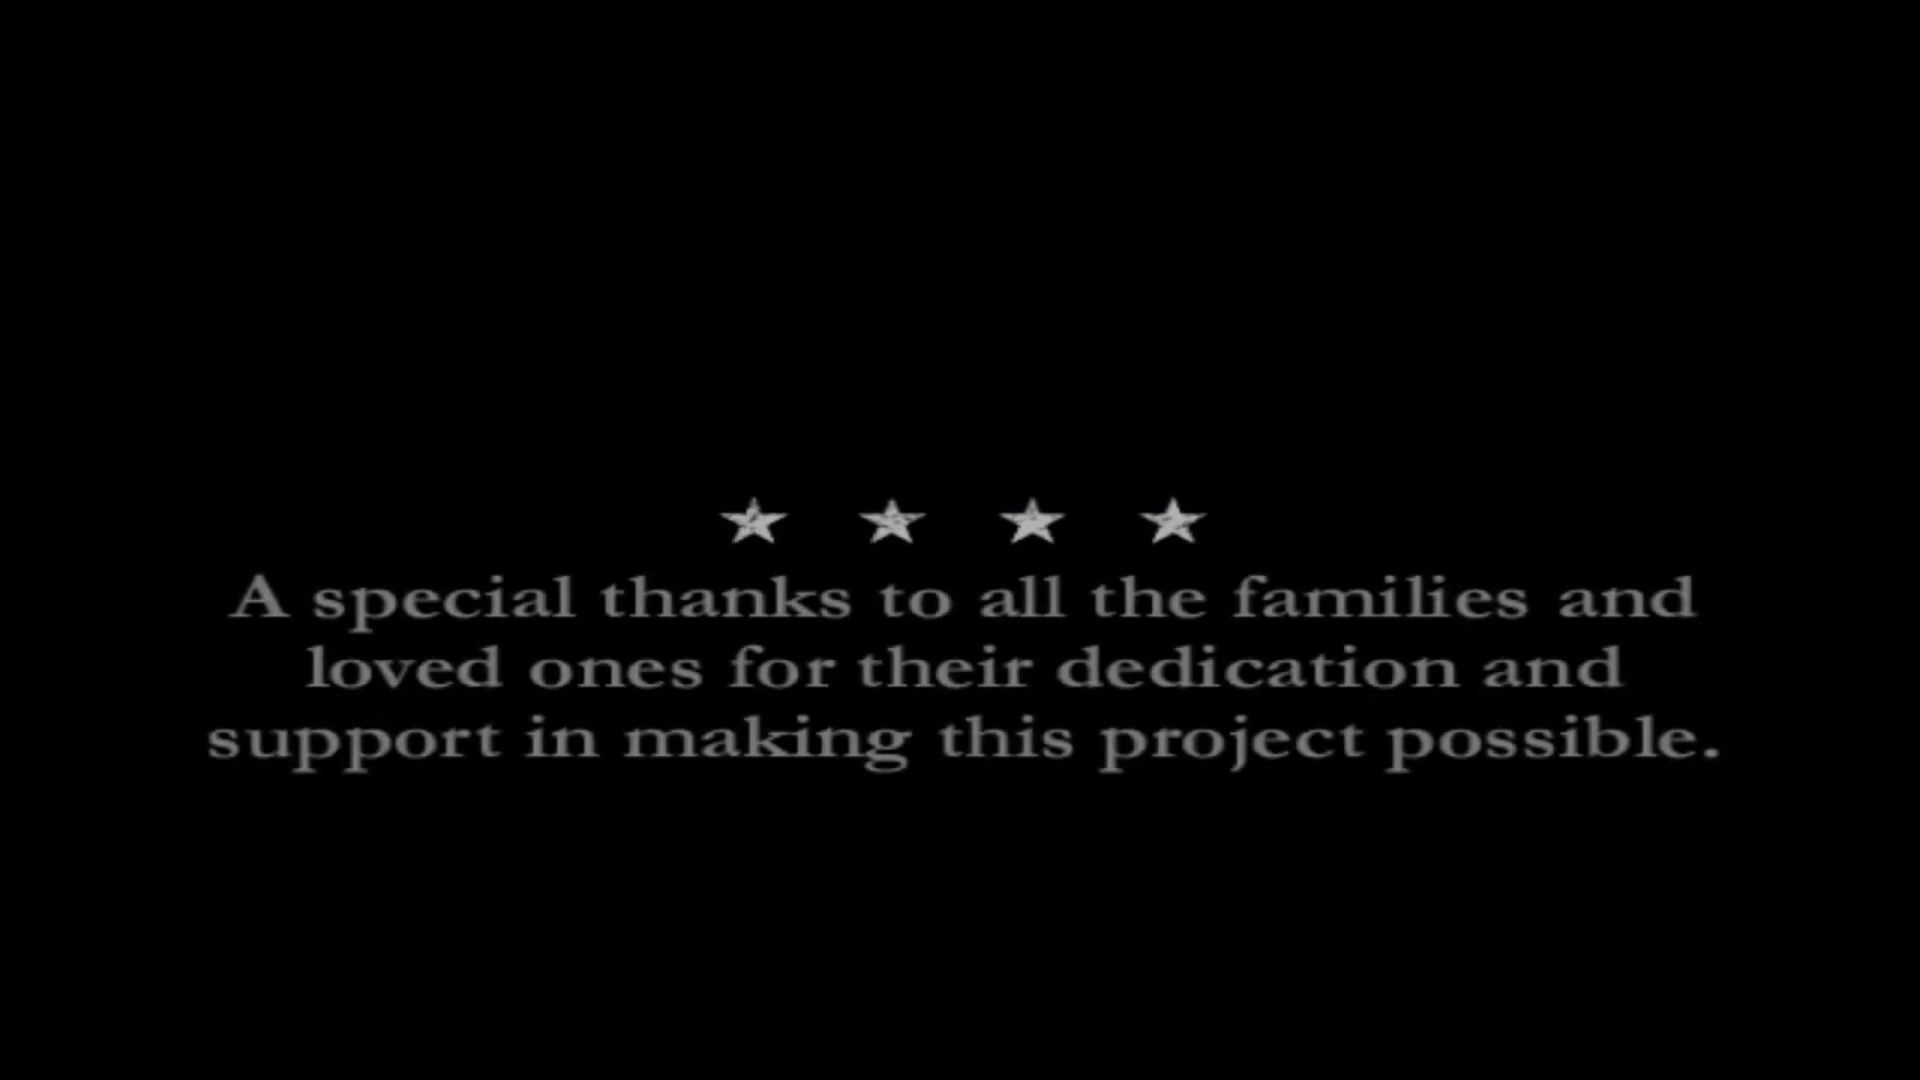 A special thanks to all the families and
loved ones for their dedication and
support in making this project possible.